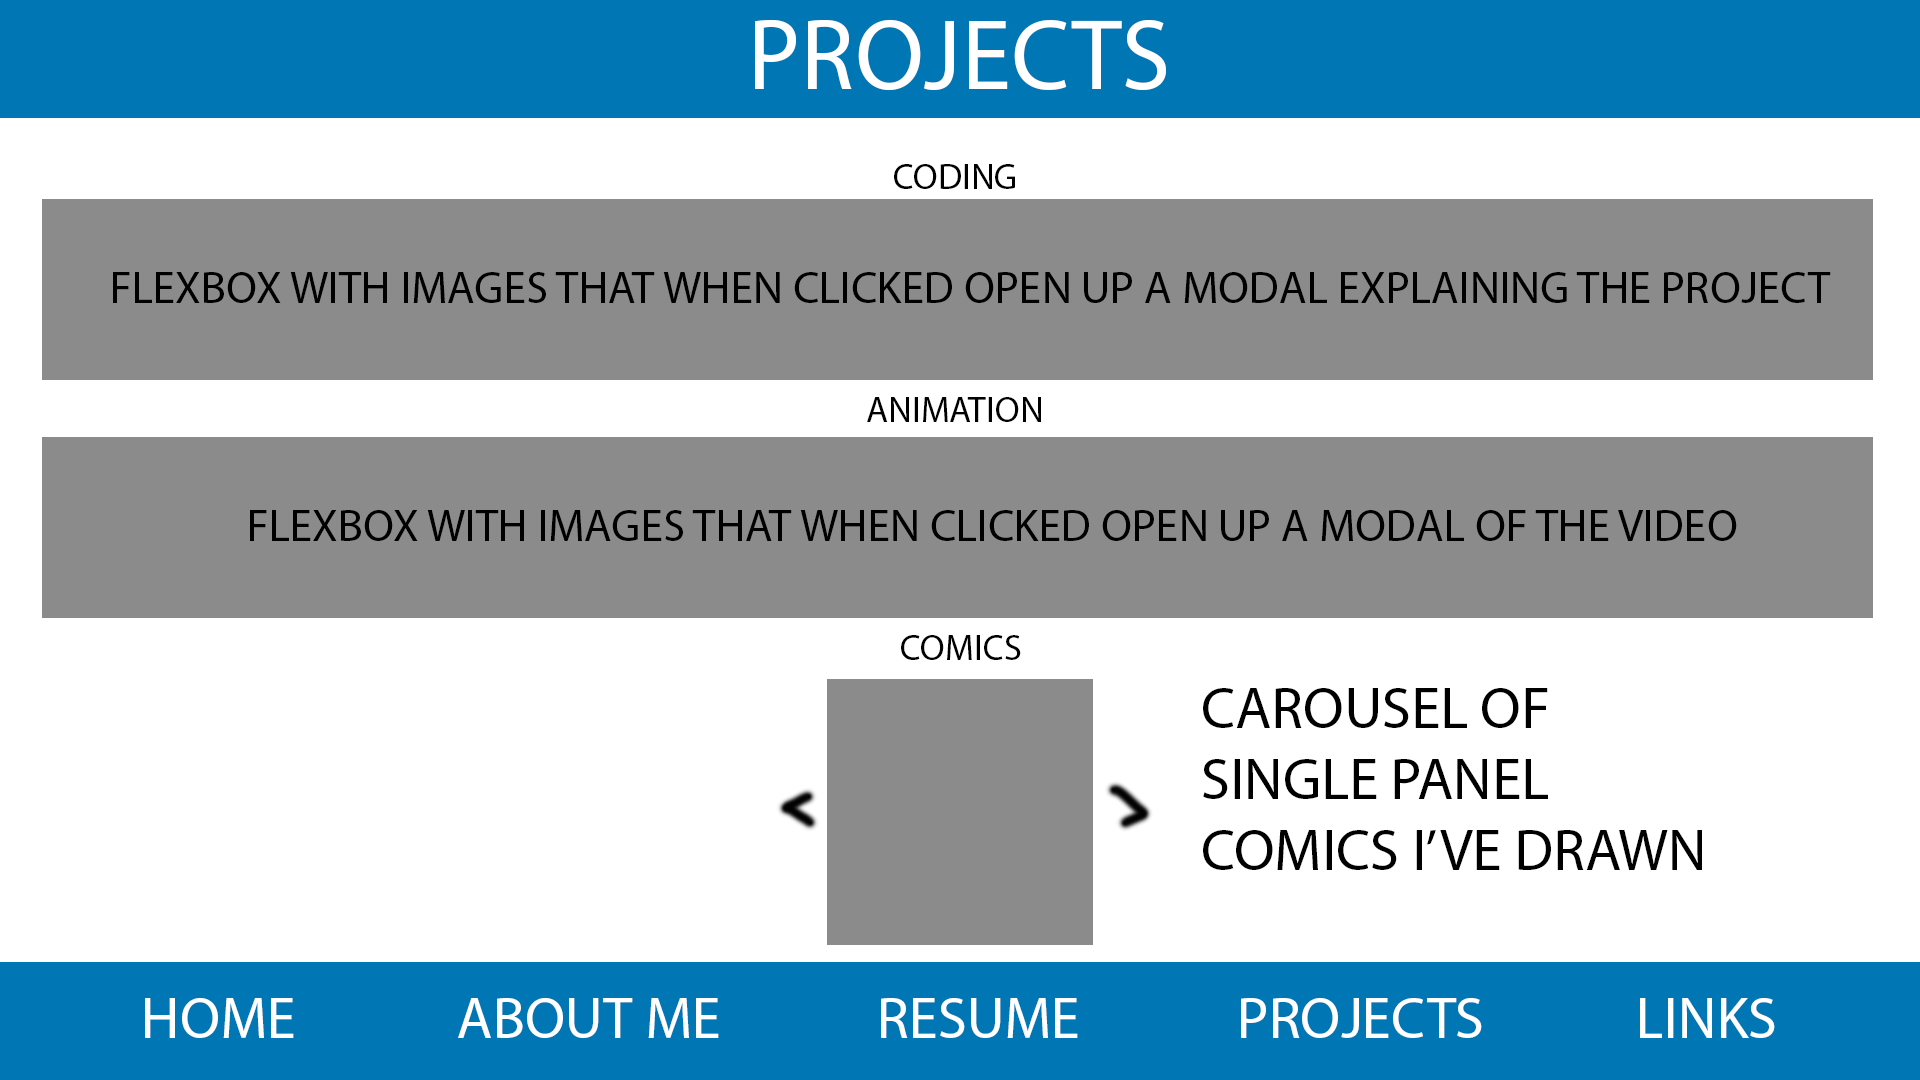 PROJECTS
CODING
FLEXBOX WITH IMAGES THAT WHEN CLICKED OPEN UP A MODAL EXPLAINING THE PROJECT
ANIMATION
FLEXBOX WITH IMAGES THAT WHEN CLICKED OPEN UP A MODAL OF THE VIDEO
COMICS
< >
CAROUSEL OF
SINGLE PANEL
COMICS I’VE DRAWN
HOME ABOUT ME RESUME PROJECTS LINKS